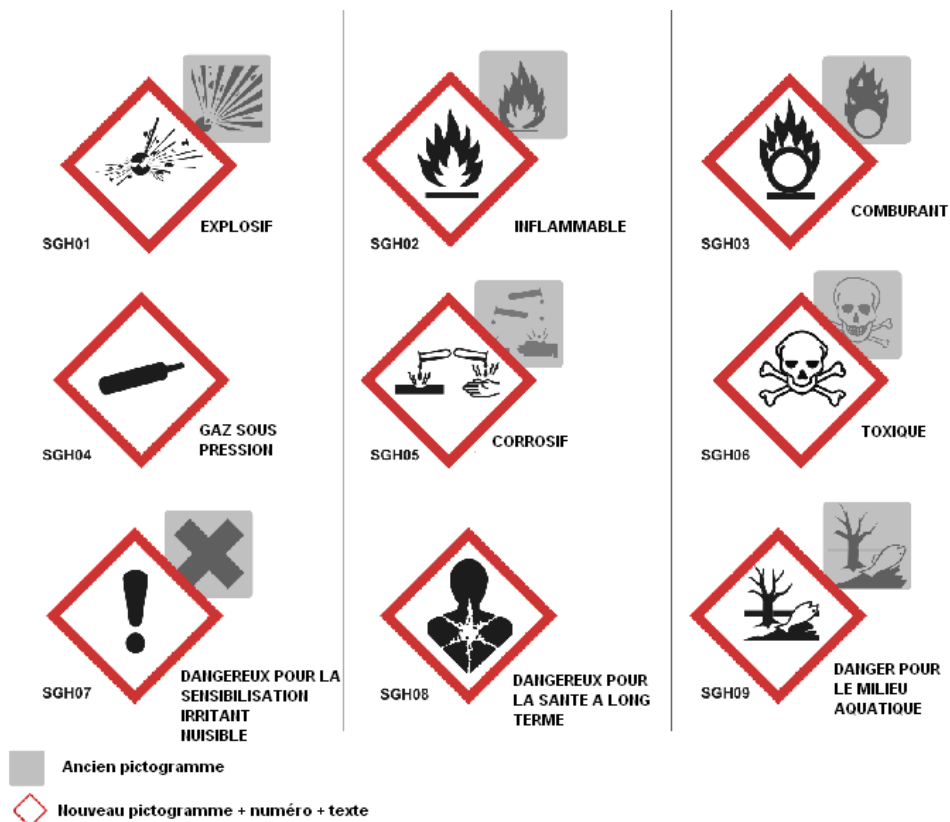 EXPLOSIF
SGH01
INFLAMMABLE
SGH02
COMBURANT
SGH03
GAZ SOUS
PRESSION
SGH04
CORROSIF
SGH05
TOXIQUE
SGH06
DANGEREUX POUR LA
SENSIBILISATION
IRRITANT
NUISIBLE
SGH07
DANGEREUX POUR
LA SANTE A LONG
TERME
SGH08
DANGER POUR
LE MILIEU
AQUATIQUE
SGH09
Ancien pictogramme
Nouveau pictogramme + numéro + texte